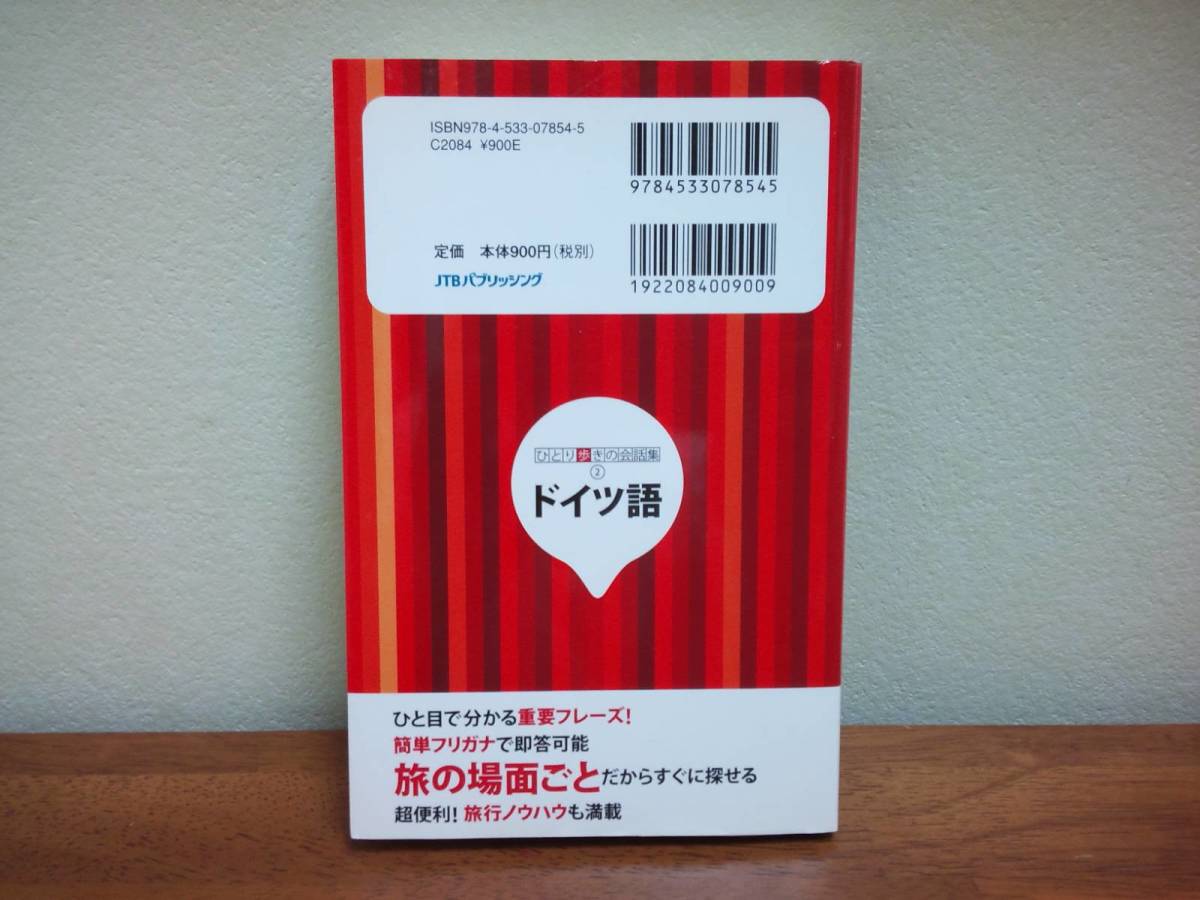 ISBN978-4-533-07854-5
C2084 ¥900E
9784533078545
定価 本体900円(税別)
JTBパブリッシング
1922084009009
ひとり歩きの会話集
②
ドイツ語
ひと目で分かる重要フレーズ!
簡単フリガナで即答可能
旅の場面ごとだからすぐに探せる
超便利!旅行ノウハウも満載